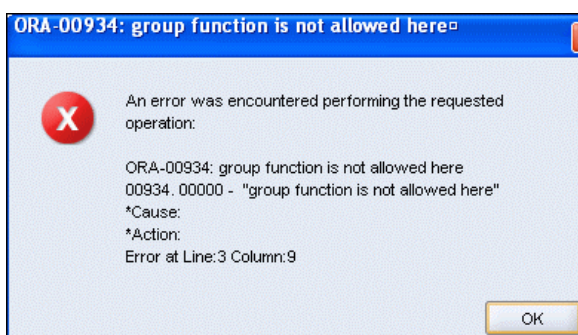 ORA-00934: group function is not allowed here¤
An error was encountered performing the requested
operation:
ORA-00934: group function is not allowed here
00934. 00000 - "group function is not allowed here"
*Cause:
*Action:
Error at Line:3 Column:9
OK